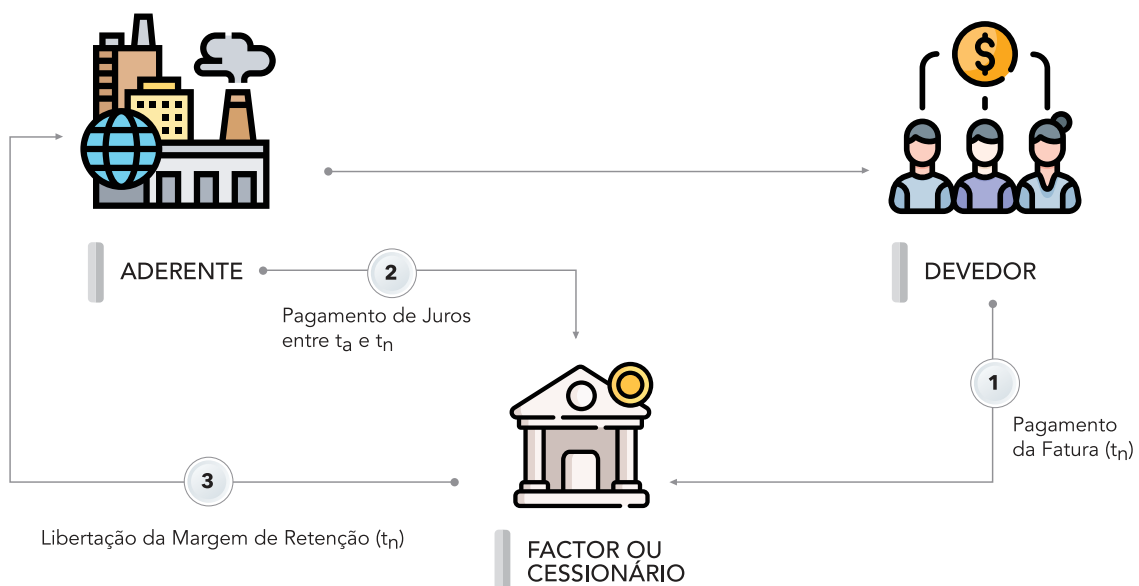 $
ADERENTE
2
Pagamento de Juros
entre ta e tn
DEVEDOR
1
Pagamento
da Fatura (tn)
3
Libertação da Margem de Retenção (tn)
FACTOR OU
CESSIONÁRIO